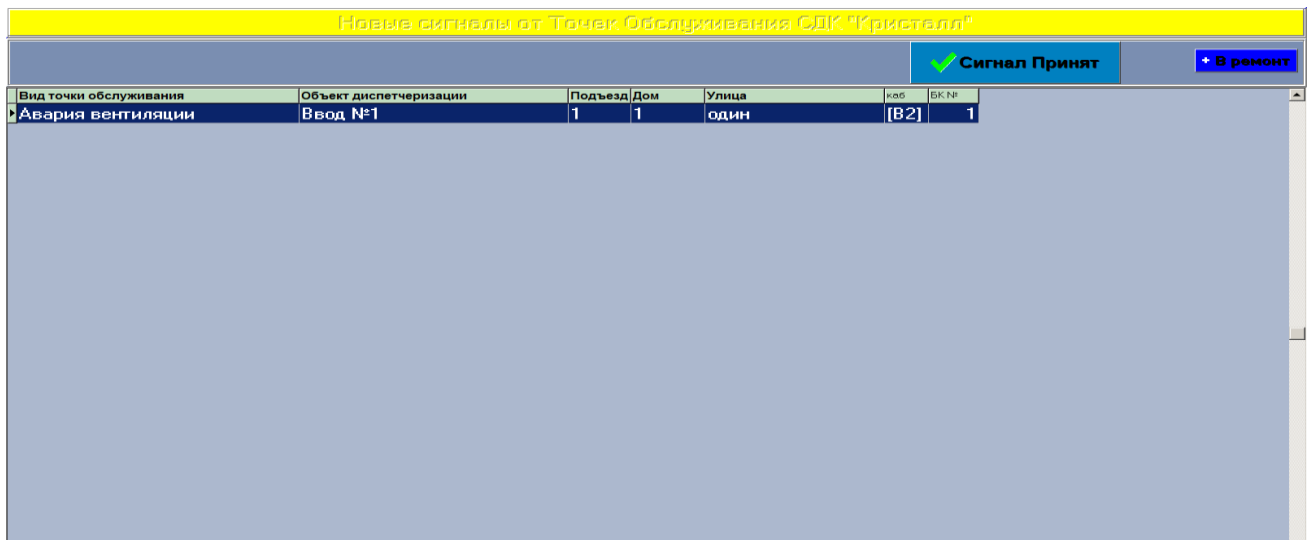 Новые сигналы от Точек Обслуживания СДК "Кристалл"
Сигнал Принят
+ В ремонт
Вид точки обслуживания Объект диспетчеризации Подъезд Дом Улица каб БК №
Авария вентиляции Ввод №1 1 1 один [В2] 1